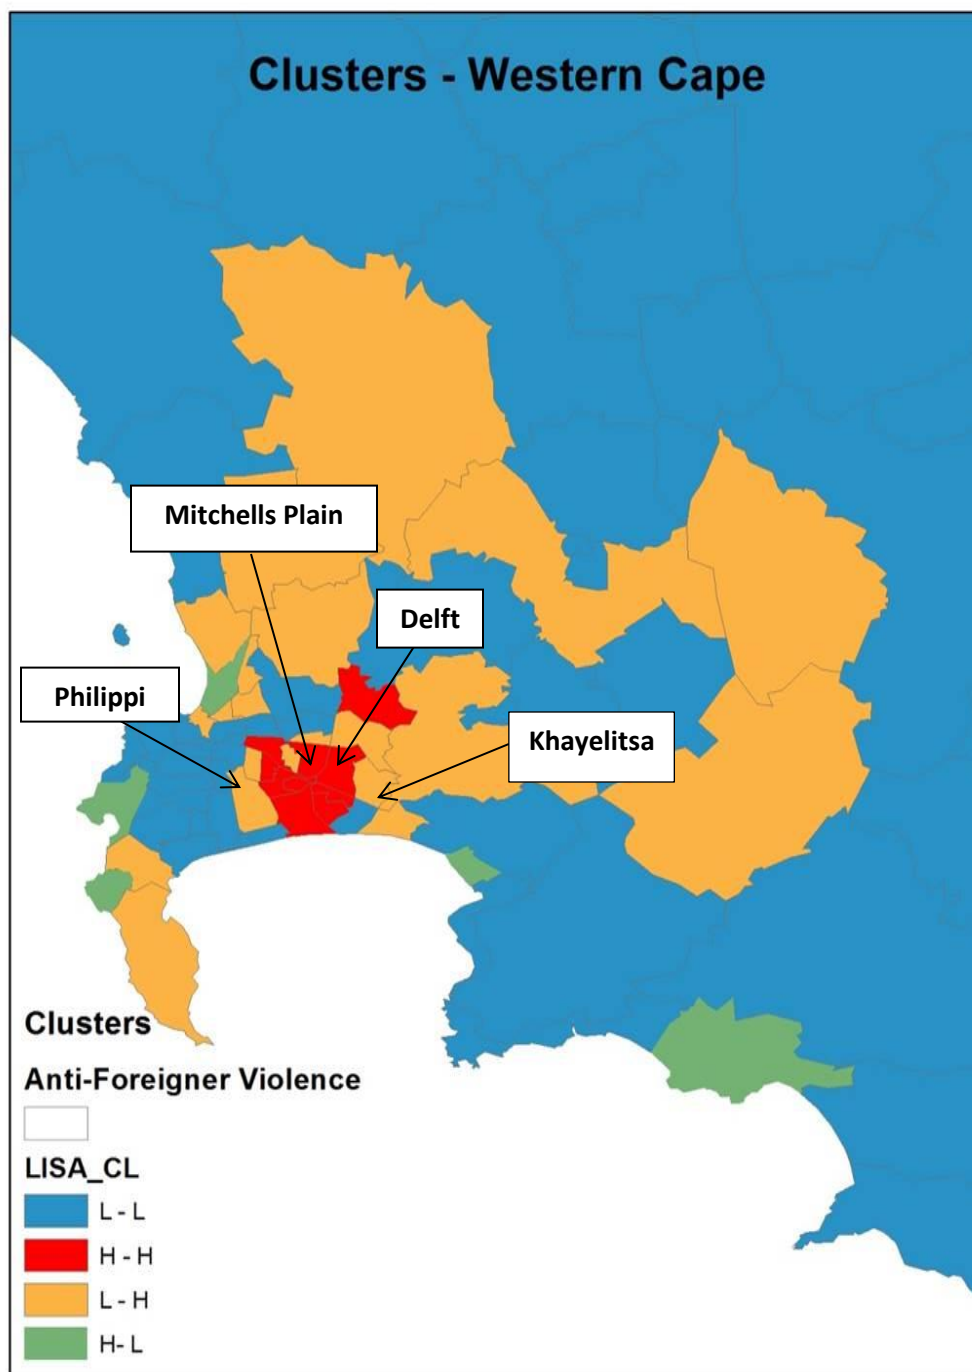 Clusters - Western Cape
Mitchells Plain
Delft
Philippi
Khayelitsa
Clusters
Anti-Foreigner Violence
LISA_CL
L - L
H - H
L - H
H- L